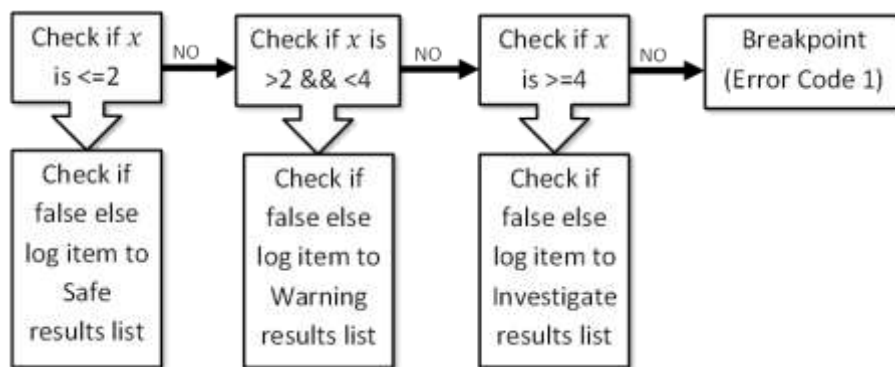 Check if x
is <=2
NO
Check if x is
>2 && <4
NO
Check if x
is >=4
NO
Breakpoint
(Error Code 1)
Check if
false else
log item to
Safe
results list
Check if
false else
log item to
Warning
results list
Check if
false else
log item to
Investigate
results list